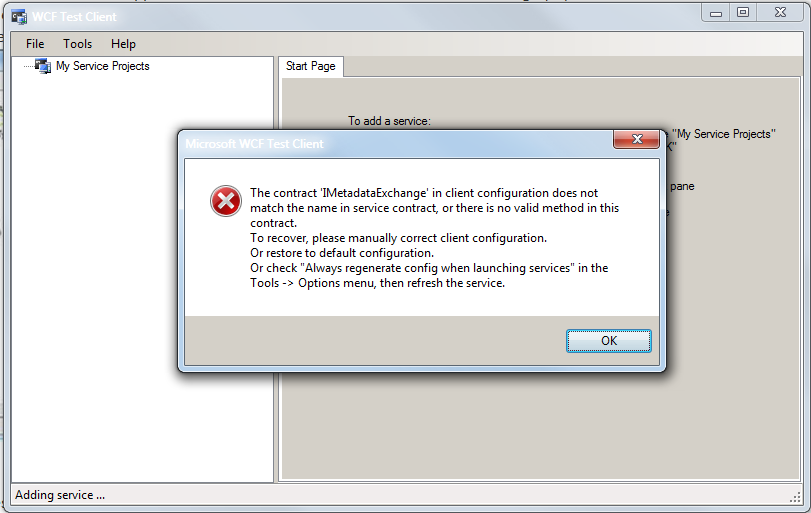 WCF Test Client
File Tools Help
My Service Projects
Start Page
To add a service:
"My Service Projects"
pane
Microsoft WCF Test Client
The contract 'IMetadataExchange' in client configuration does not
match the name in service contract, or there is no valid method in this
contract.
To recover, please manually correct client configuration.
Or restore to default configuration.
Or check "Always regenerate config when launching services" in the
Tools -> Options menu, then refresh the service.
OK
Adding service ...